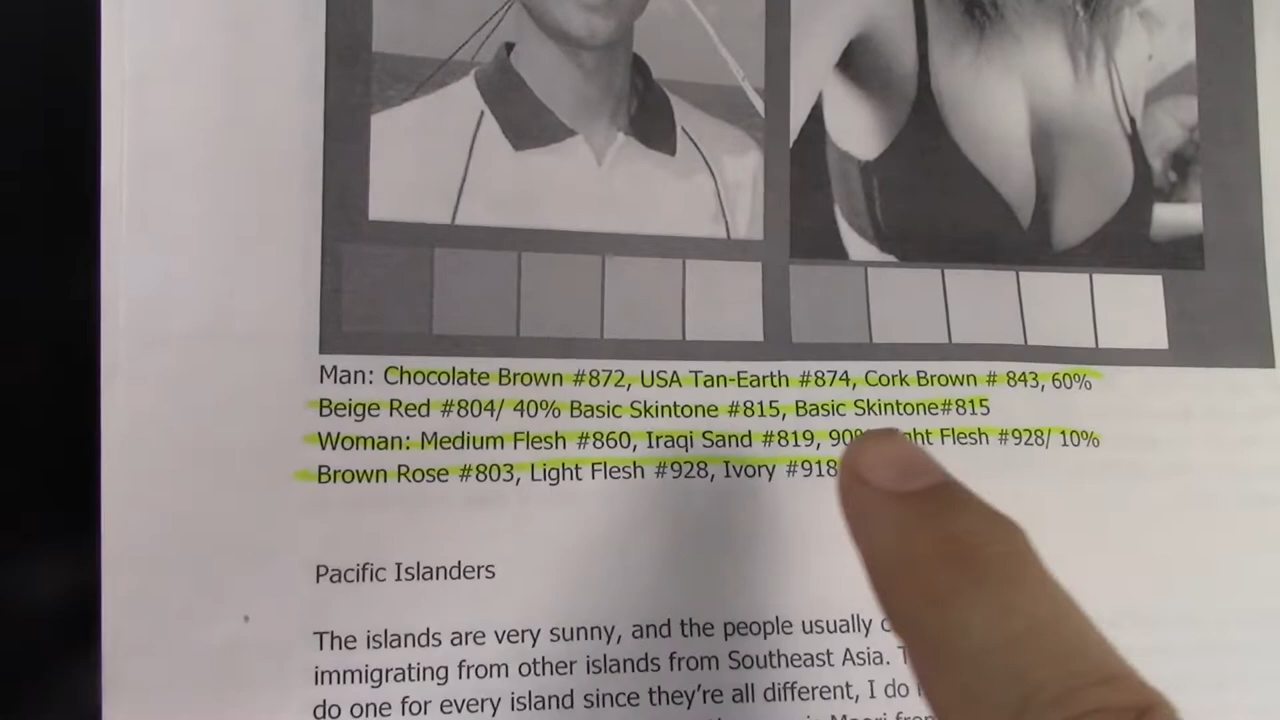 Man: Chocolate Brown #872, USA Tan-Earth #874, Cork Brown # 843, 60%
Beige Red #804/ 40% Basic Skintone #815, Basic Skintone#815
Woman: Medium Flesh #860, Iraqi Sand #819, Flesh #928/ 10%
Brown Rose #803, Light Flesh #928, Ivory #918
Pacific Islanders
The islands are very sunny, and the people usually
immigrating from other islands from Southeast Asia.
do one for every island since they're all different, I do